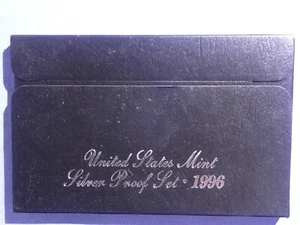 United States Mint
Silver Proof Set • 1996